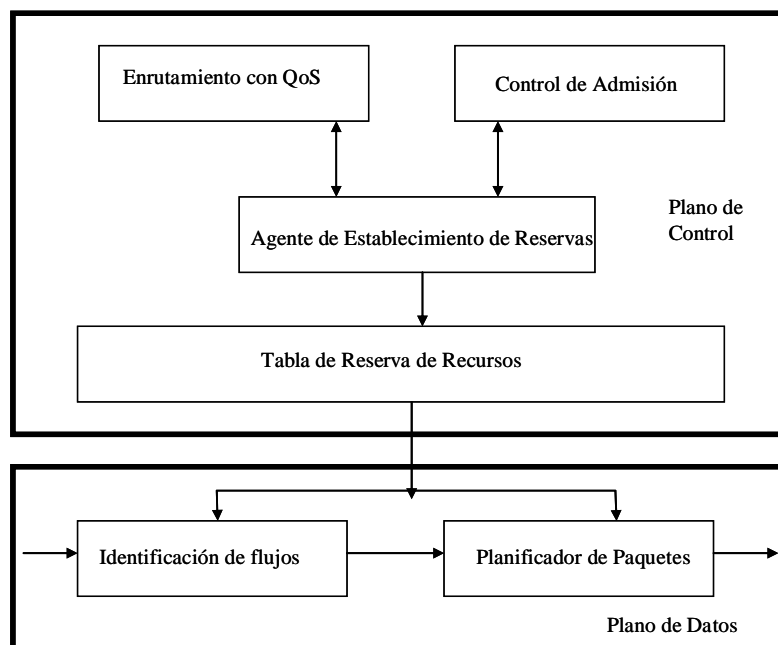 Enrutamiento con QoS
Control de Admisión
Plano de
Control
Agente de Establecimiento de Reservas
Tabla de Reserva de Recursos
Identificación de flujos
Planificador de Paquetes
Plano de Datos